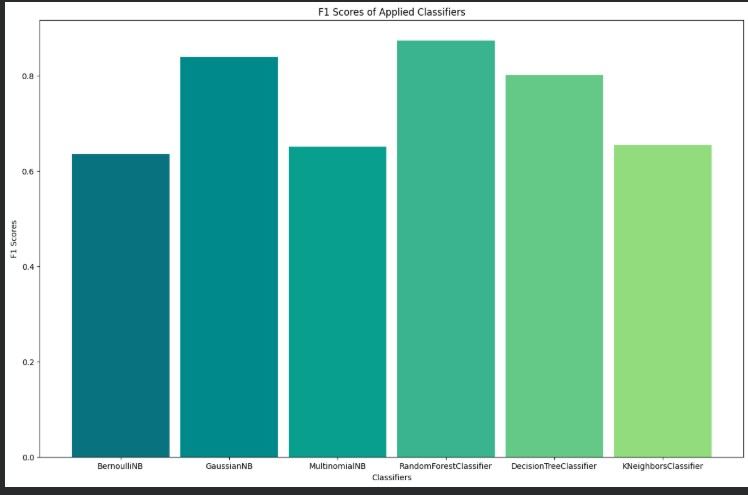 F1 Scores of Applied Classifiers
F1 Scores
0.8
0.6
0.4
0.2
0.0
BernoulliNB GaussianNB MultinomialNB RandomForestClassifier DecisionTreeClassifier KNeighborsClassifier
Classifiers